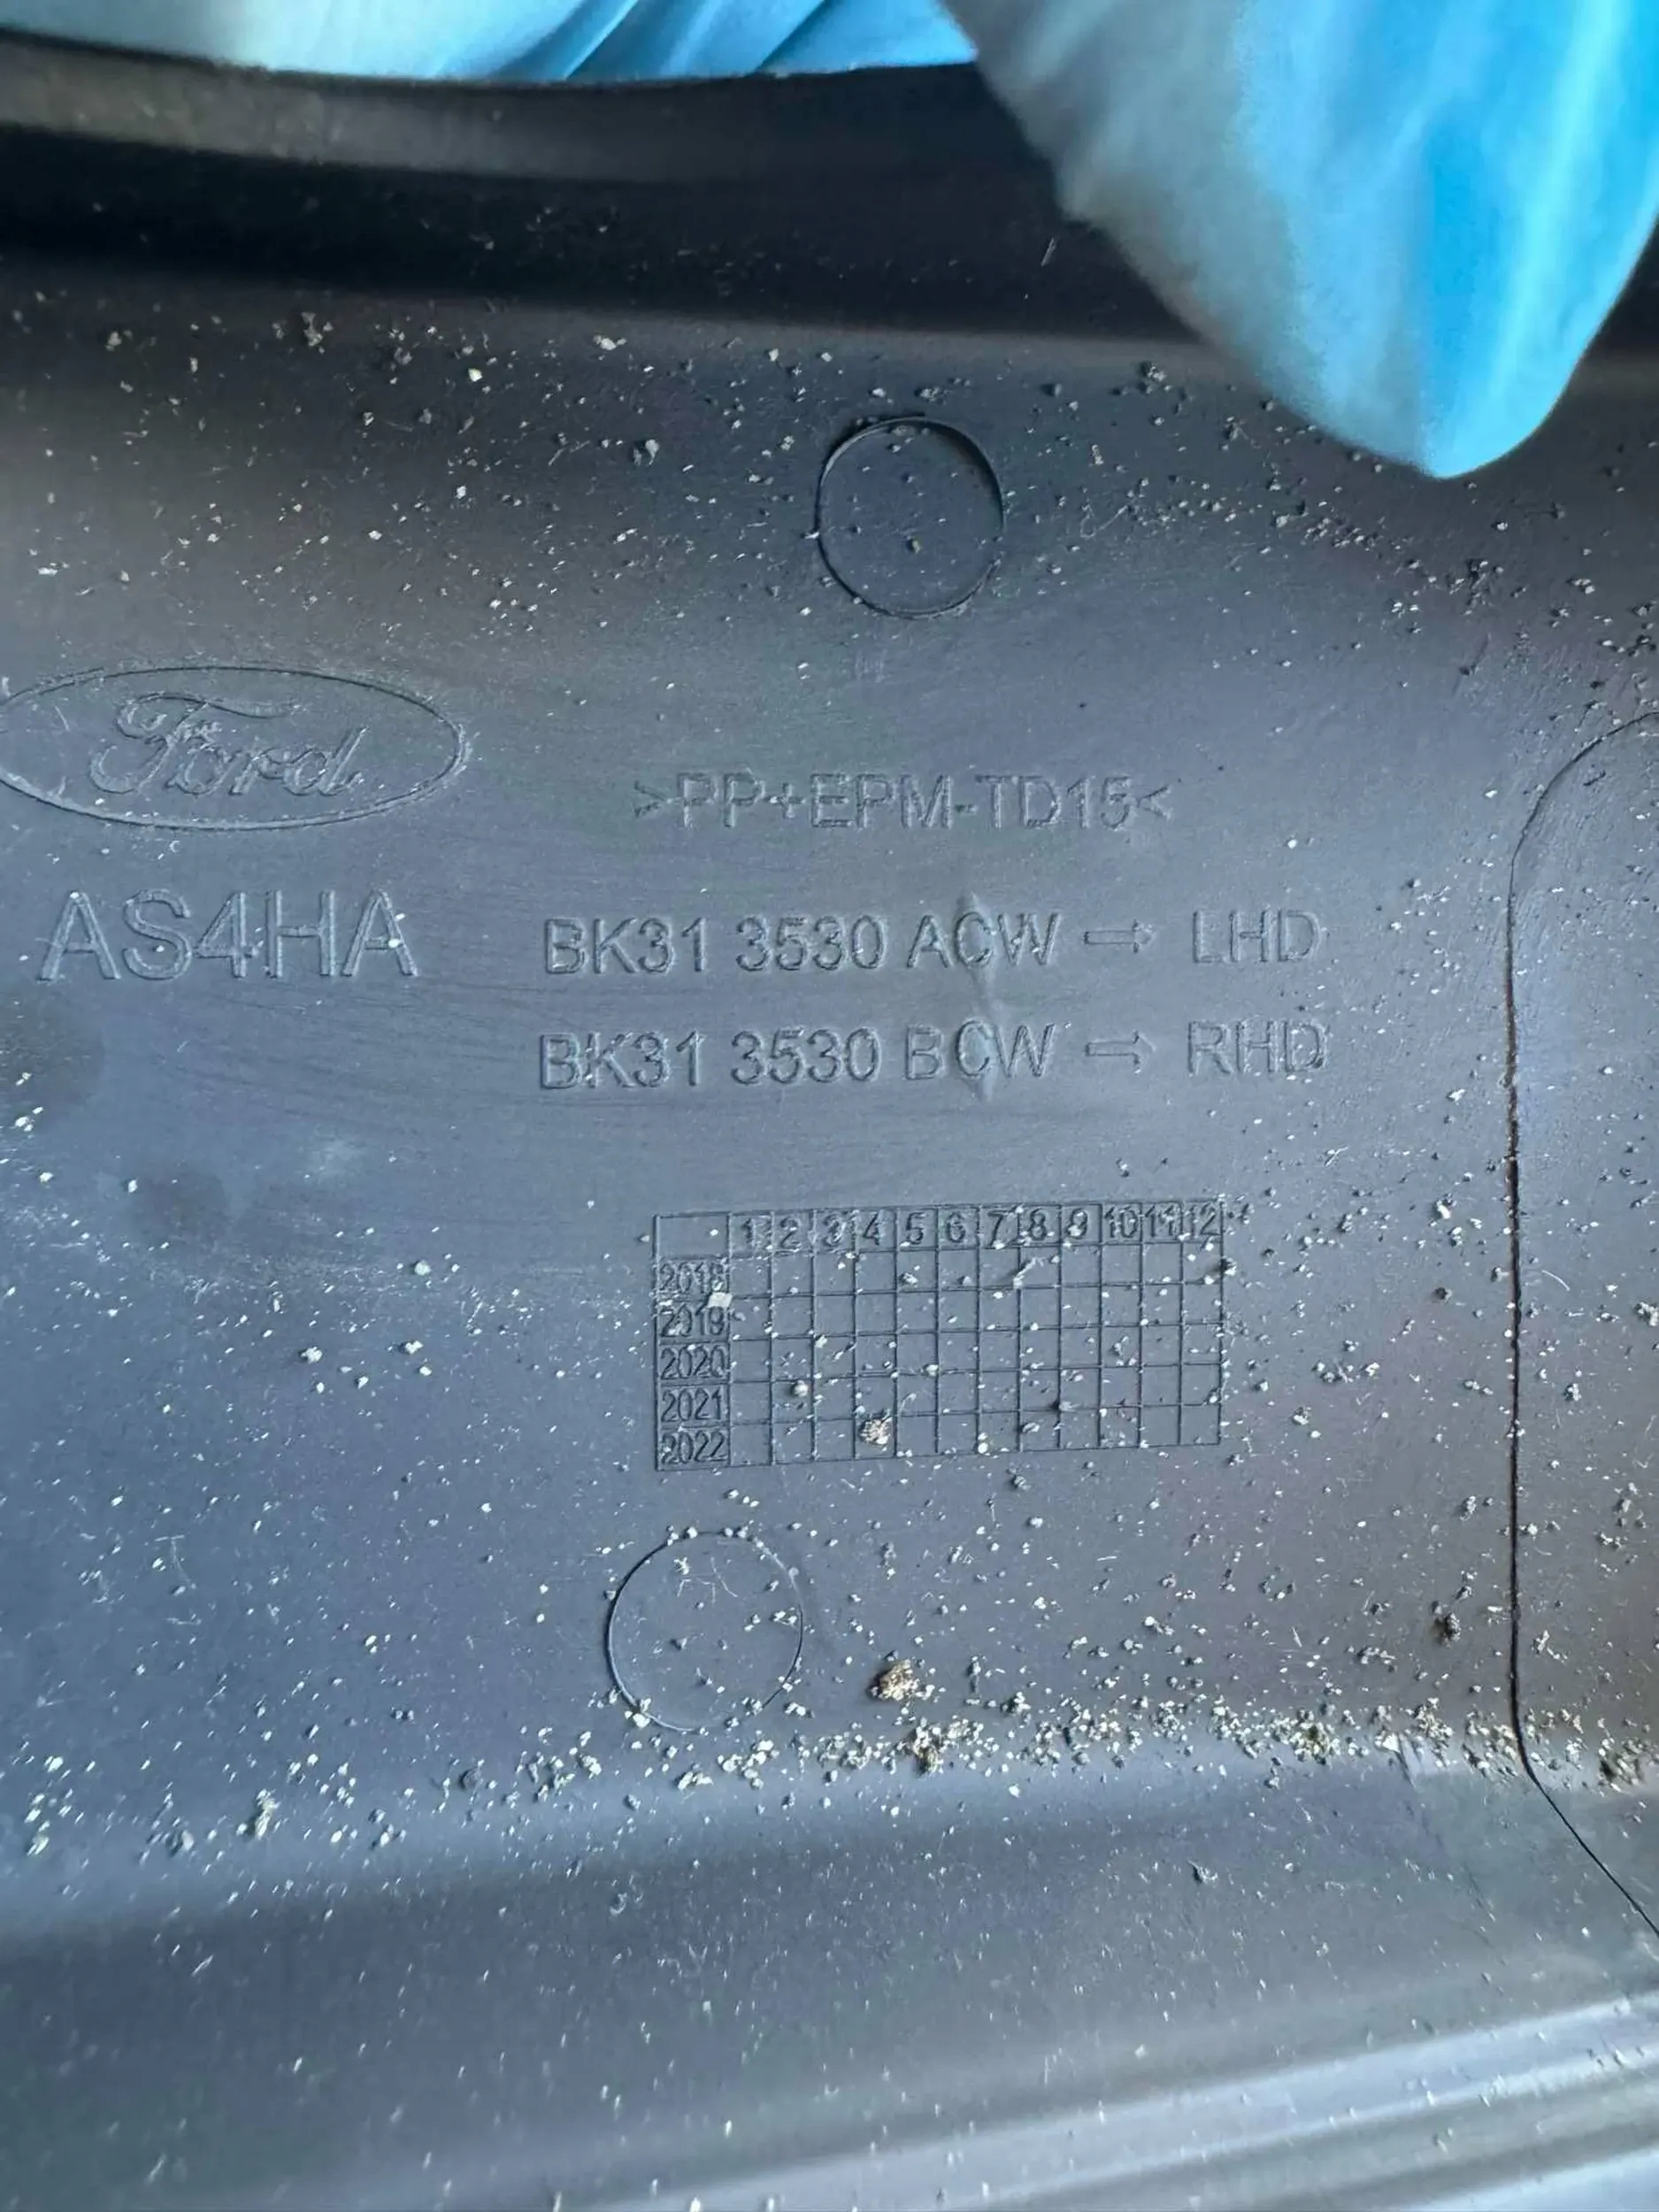 Ford
>PP+EPM-TD15<
AS4HA
BK31 3530 ACW ⇨ LHD
BK31 3530 BCW ⇨ RHD
1 2 3 4 5 6 7 8 9 10 11 12
2018
2019
2020
2021
2022